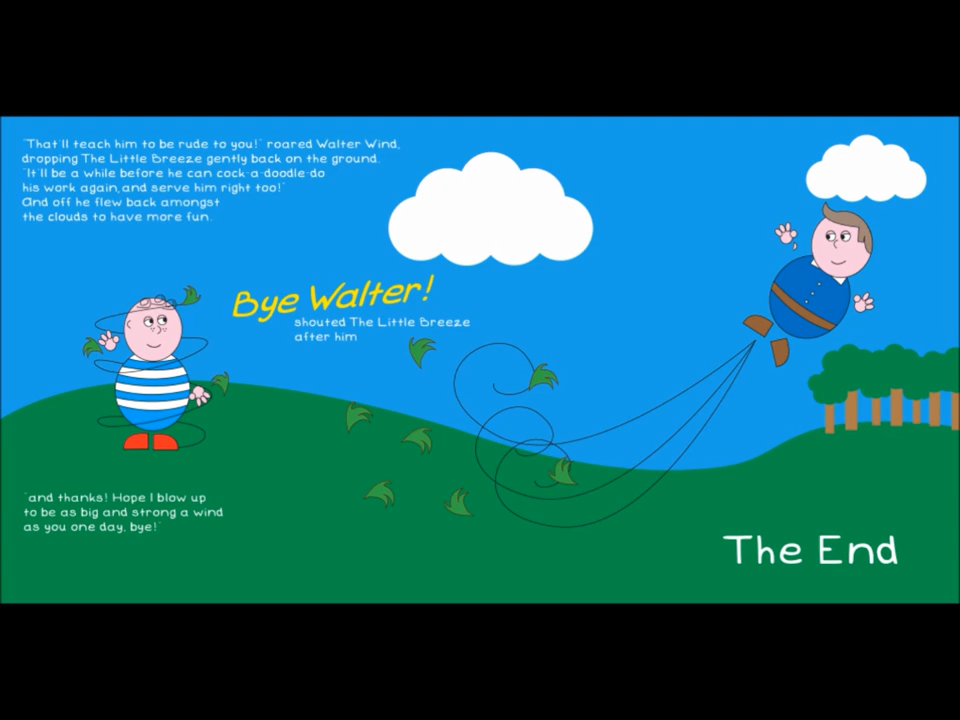 "That'll teach him to be rude to you!" roared Walter Wind,
dropping The Little Breeze gently back on the ground.
"It'll be a while before he can cock-a-doodle-do
his work again, and serve him right too!"
And off he flew back amongst
the clouds to have more fun.
Bye Walter!
shouted The Little Breeze
after him
"and thanks! Hope I blow up
to be as big and strong a wind
as you one day, bye!"
The End